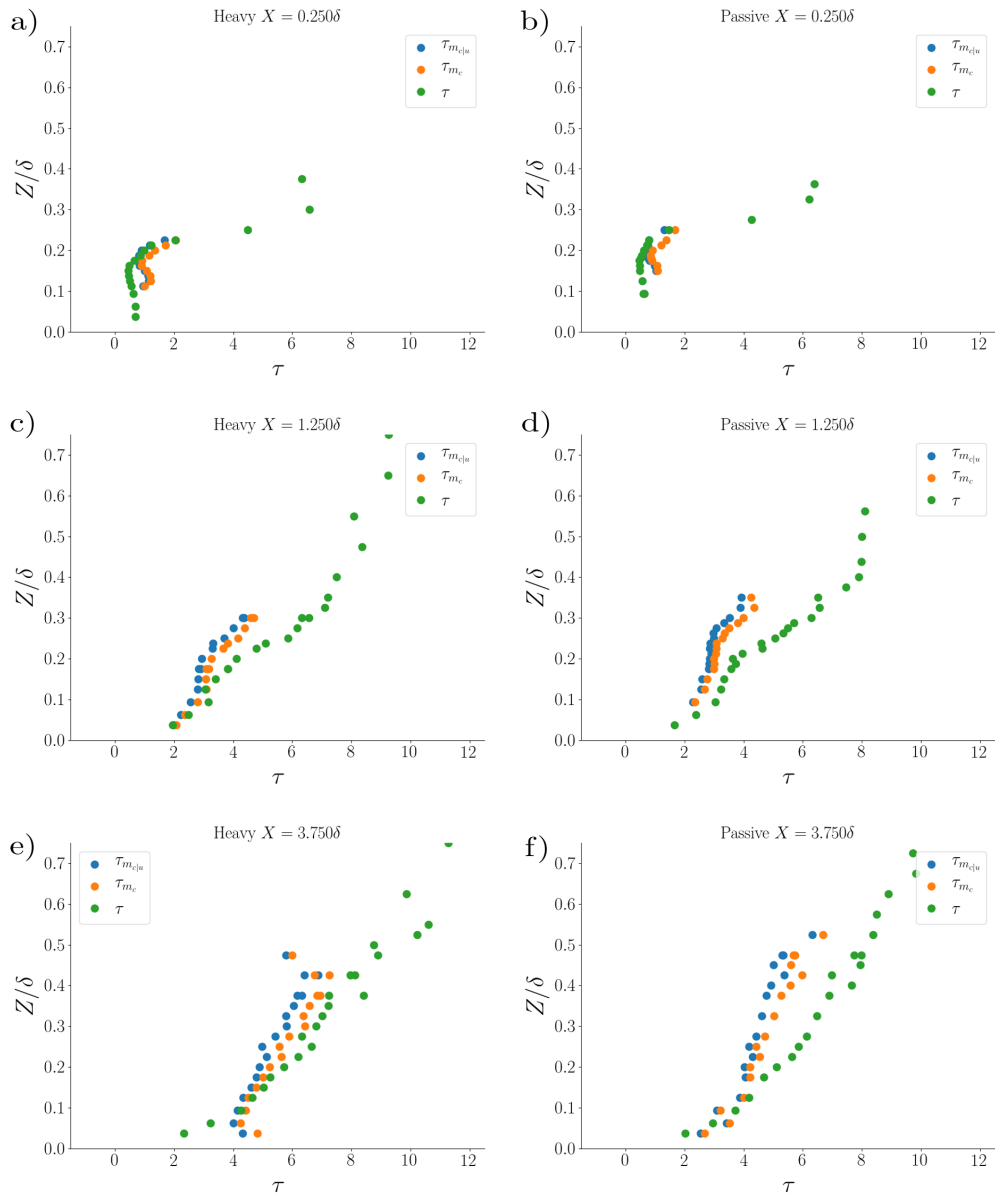 a)
Heavy X = 0.250δ
0.7
0.6
0.5
0.4
0.3
0.2
0.1
0.0
Z/δ
τ_{m_{c|u}}
τ_{m_c}
τ
0 2 4 6 8 10 12
τ
b)
Passive X = 0.250δ
0.7
0.6
0.5
0.4
0.3
0.2
0.1
0.0
Z/δ
τ_{m_{c|u}}
τ_{m_c}
τ
0 2 4 6 8 10 12
τ
c)
Heavy X = 1.250δ
0.7
0.6
0.5
0.4
0.3
0.2
0.1
0.0
Z/δ
τ_{m_{c|u}}
τ_{m_c}
τ
0 2 4 6 8 10 12
τ
d)
Passive X = 1.250δ
0.7
0.6
0.5
0.4
0.3
0.2
0.1
0.0
Z/δ
τ_{m_{c|u}}
τ_{m_c}
τ
0 2 4 6 8 10 12
τ
e)
Heavy X = 3.750δ
0.7
0.6
0.5
0.4
0.3
0.2
0.1
0.0
Z/δ
τ_{m_{c|u}}
τ_{m_c}
τ
0 2 4 6 8 10 12
τ
f)
Passive X = 3.750δ
0.7
0.6
0.5
0.4
0.3
0.2
0.1
0.0
Z/δ
τ_{m_{c|u}}
τ_{m_c}
τ
0 2 4 6 8 10 12
τ